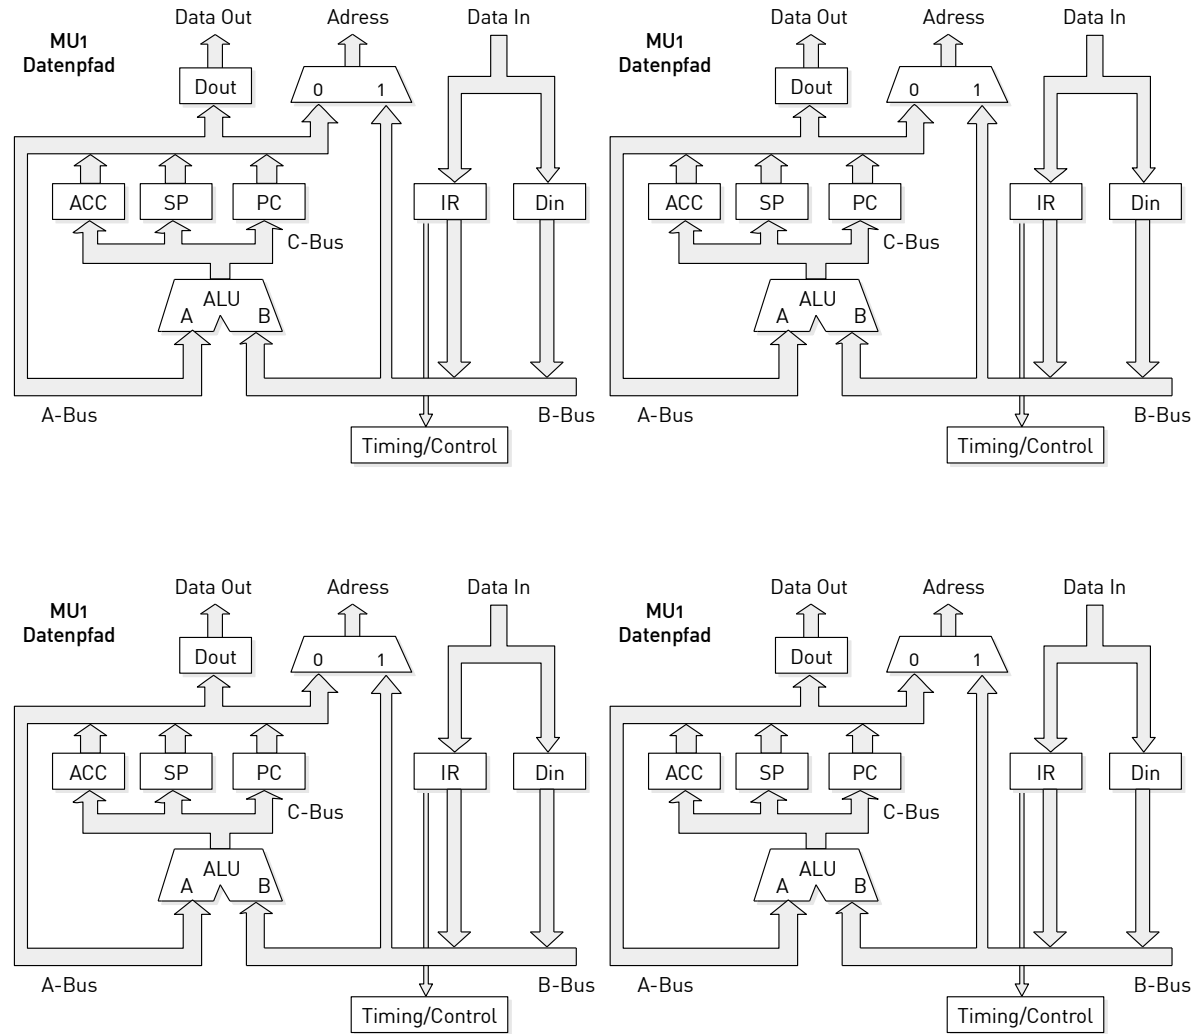 Data Out Adress Data In
MU1
Datenpfad
Dout 0 1
ACC SP PC IR Din
C-Bus
ALU
A B
A-Bus B-Bus
Timing/Control
Data Out Adress Data In
MU1
Datenpfad
Dout 0 1
ACC SP PC IR Din
C-Bus
ALU
A B
A-Bus B-Bus
Timing/Control
Data Out Adress Data In
MU1
Datenpfad
Dout 0 1
ACC SP PC IR Din
C-Bus
ALU
A B
A-Bus B-Bus
Timing/Control
Data Out Adress Data In
MU1
Datenpfad
Dout 0 1
ACC SP PC IR Din
C-Bus
ALU
A B
A-Bus B-Bus
Timing/Control